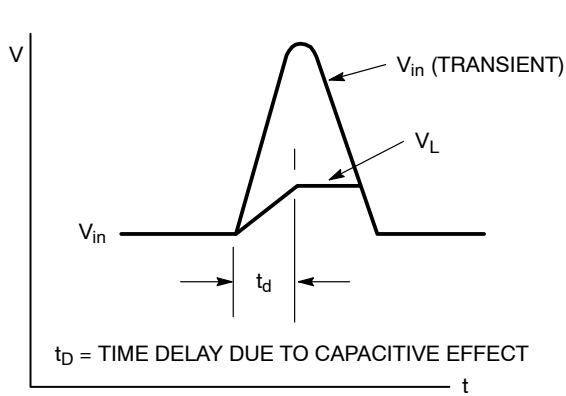 V
Vin (TRANSIENT)
VL
Vin
td
tD = TIME DELAY DUE TO CAPACITIVE EFFECT
t